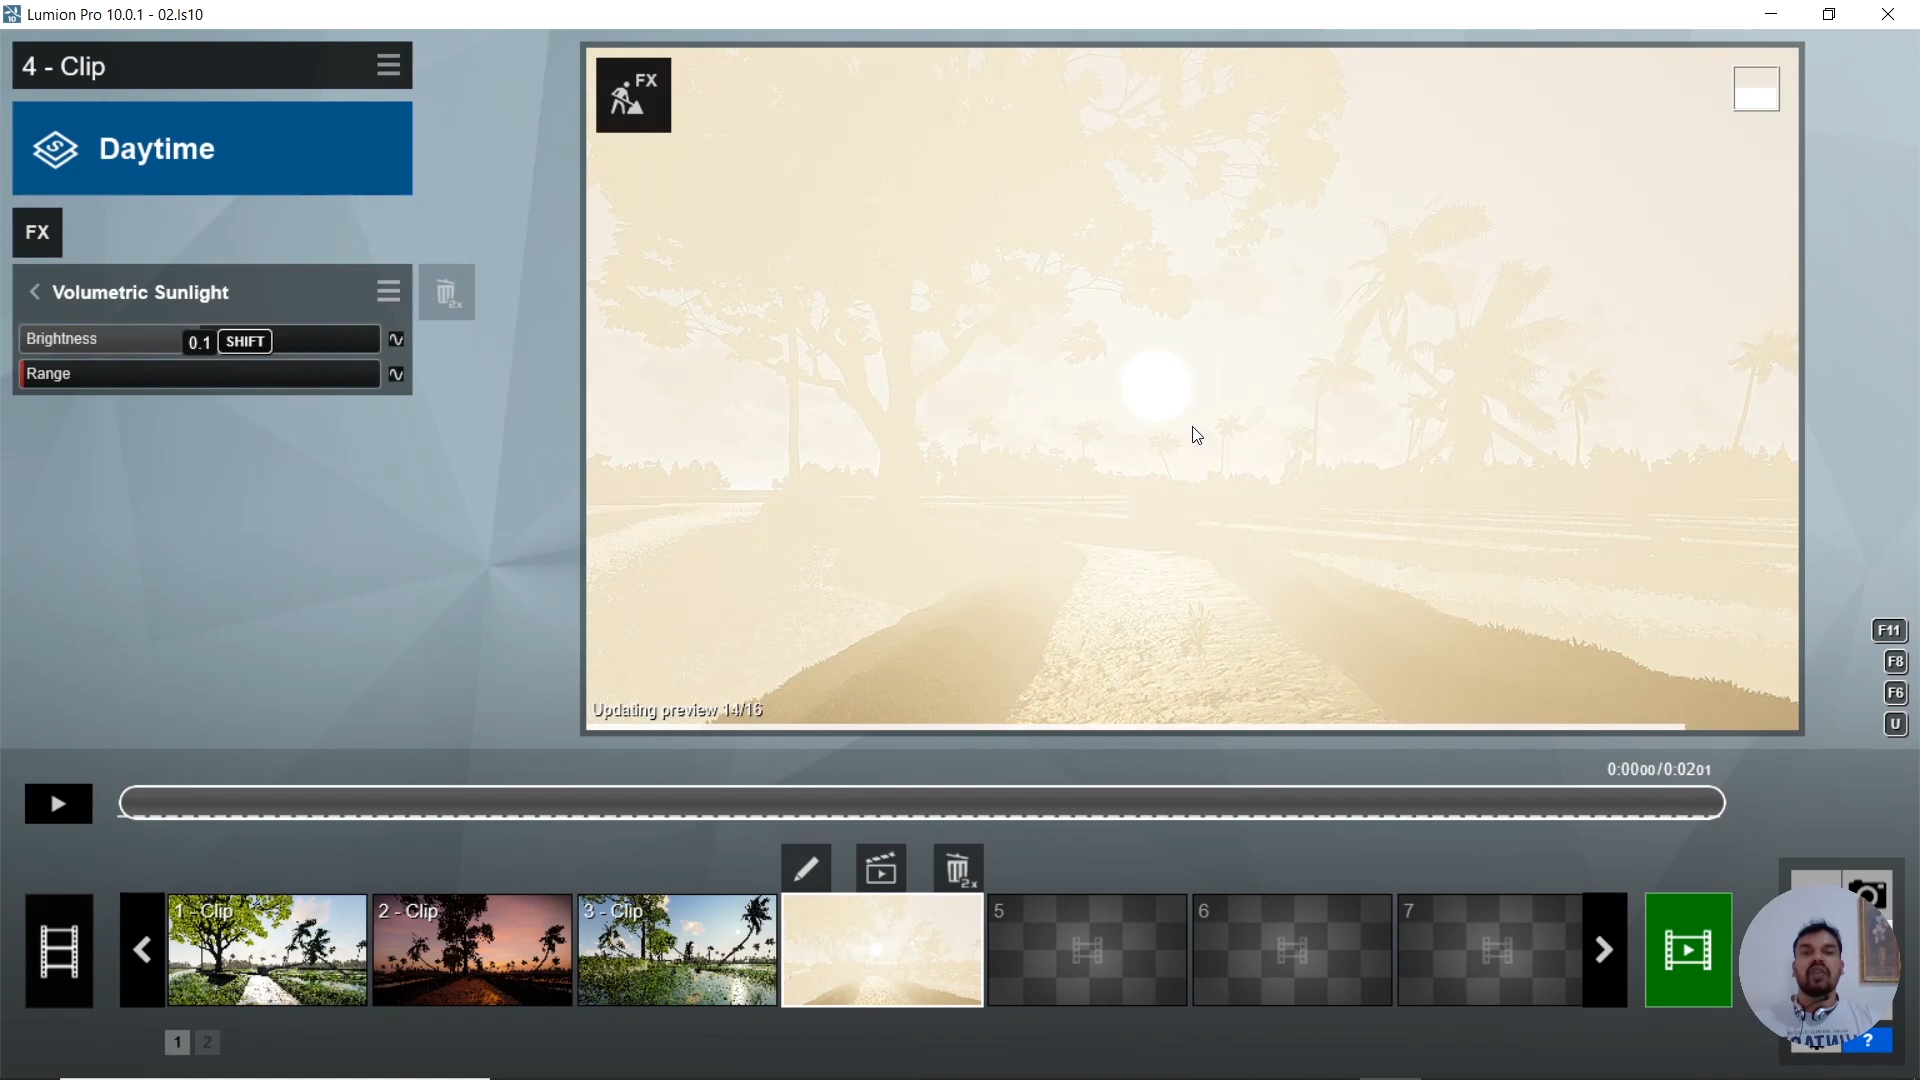 Lumion Pro 10.0.1 - 02.ls10
4 - Clip
Daytime
FX
Volumetric Sunlight
2x
Brightness
0.1 SHIFT
Range
FX
Updating preview 14/16
F11
F8
F6
U
0:0000/0:0201
2x
1 - Clip
2 - Clip
3 - Clip
5
6
7
1 2
?